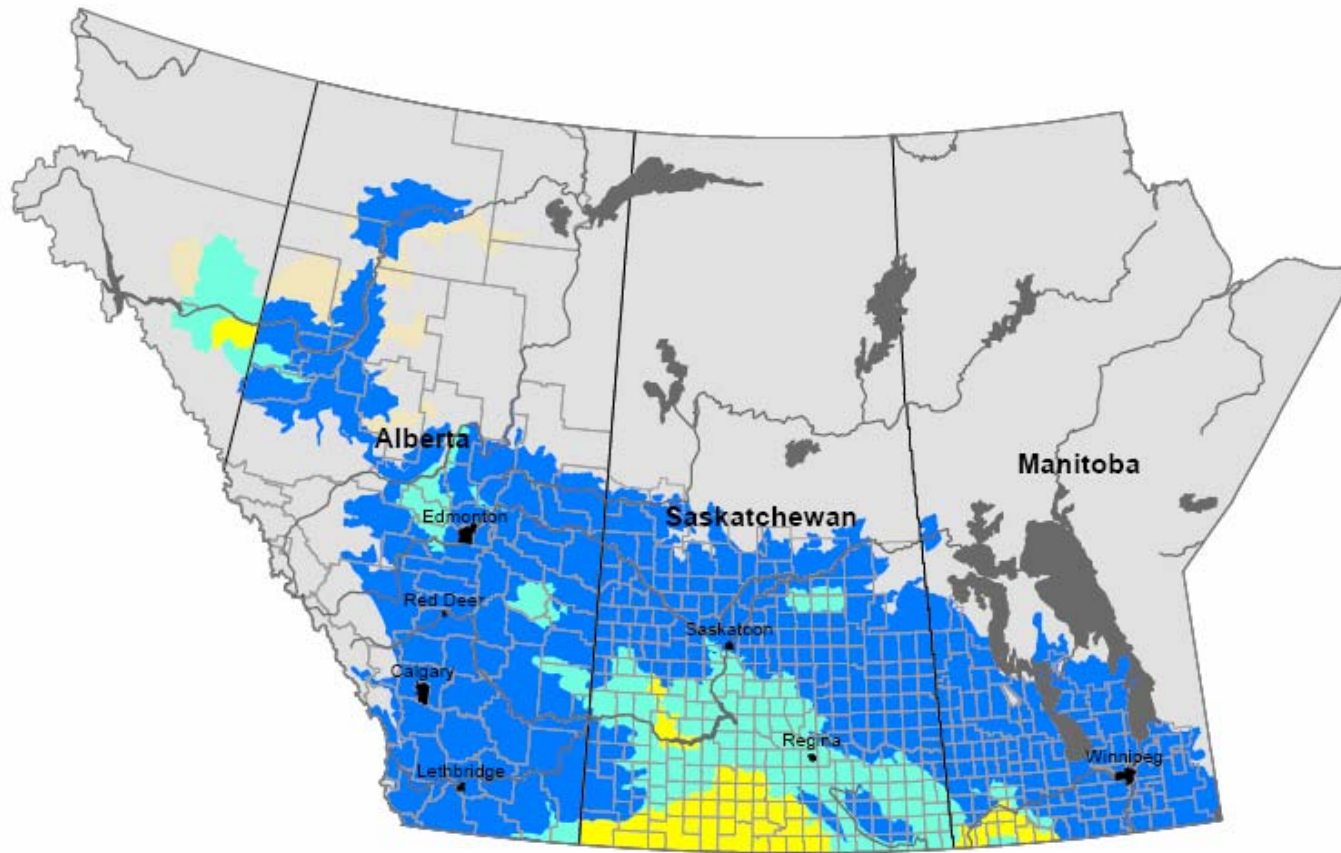 Alberta
Manitoba
Saskatchewan
Edmonton
Red Deer
Saskatoon
Calgary
Regina
Winnipeg
Lethbridge